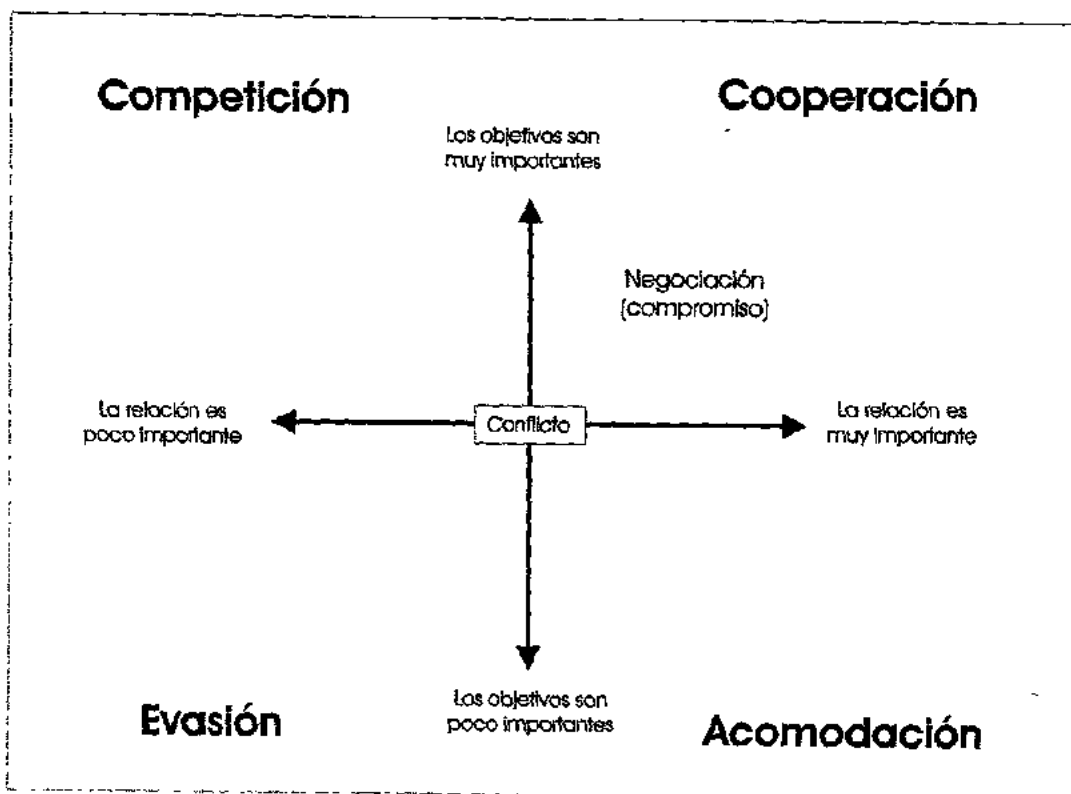 Competición
Cooperación
Los objetivos son
muy importantes
Negociación
(compromiso)
La relación es
poco importante
Conflicto
La relación es
muy importante
Evasión
Los objetivos son
poco importantes
Acomodación